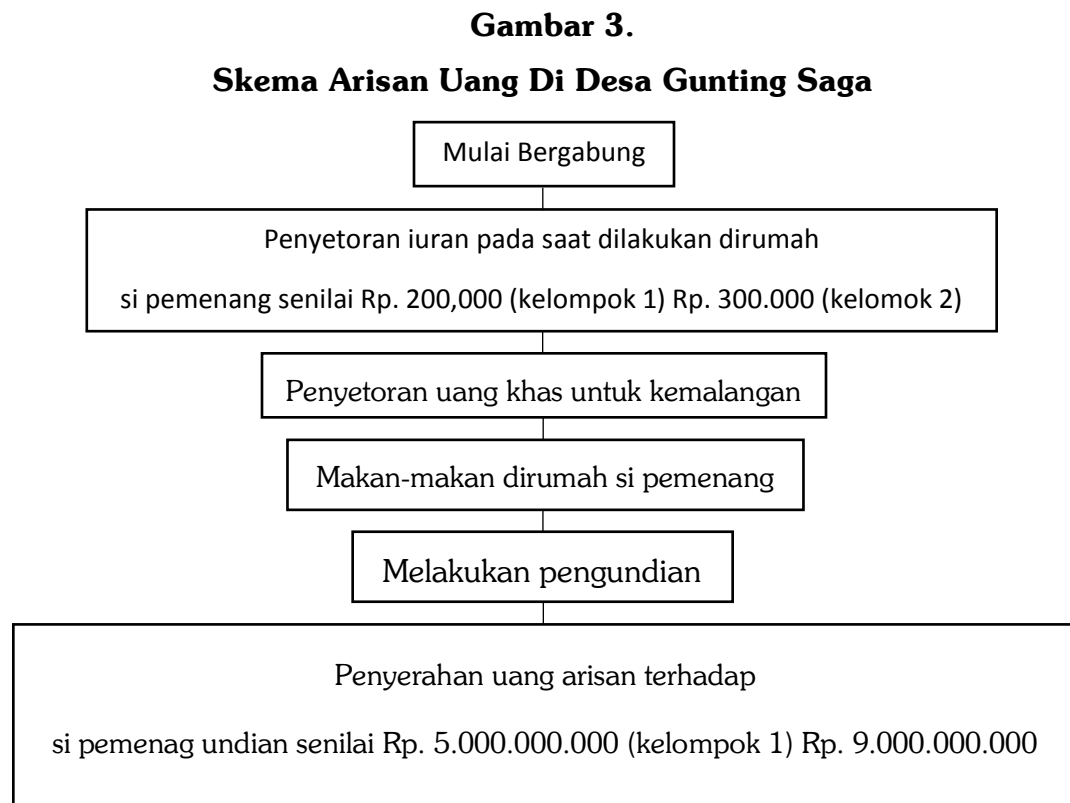 Gambar 3.
Skema Arisan Uang Di Desa Gunting Saga
Mulai Bergabung
Penyetoran iuran pada saat dilakukan dirumah
si pemenang senilai Rp. 200,000 (kelompok 1) Rp. 300.000 (kelomok 2)
Penyetoran uang khas untuk kemalangan
Makan-makan dirumah si pemenang
Melakukan pengundian
Penyerahan uang arisan terhadap
si pemenag undian senilai Rp. 5.000.000.000 (kelompok 1) Rp. 9.000.000.000